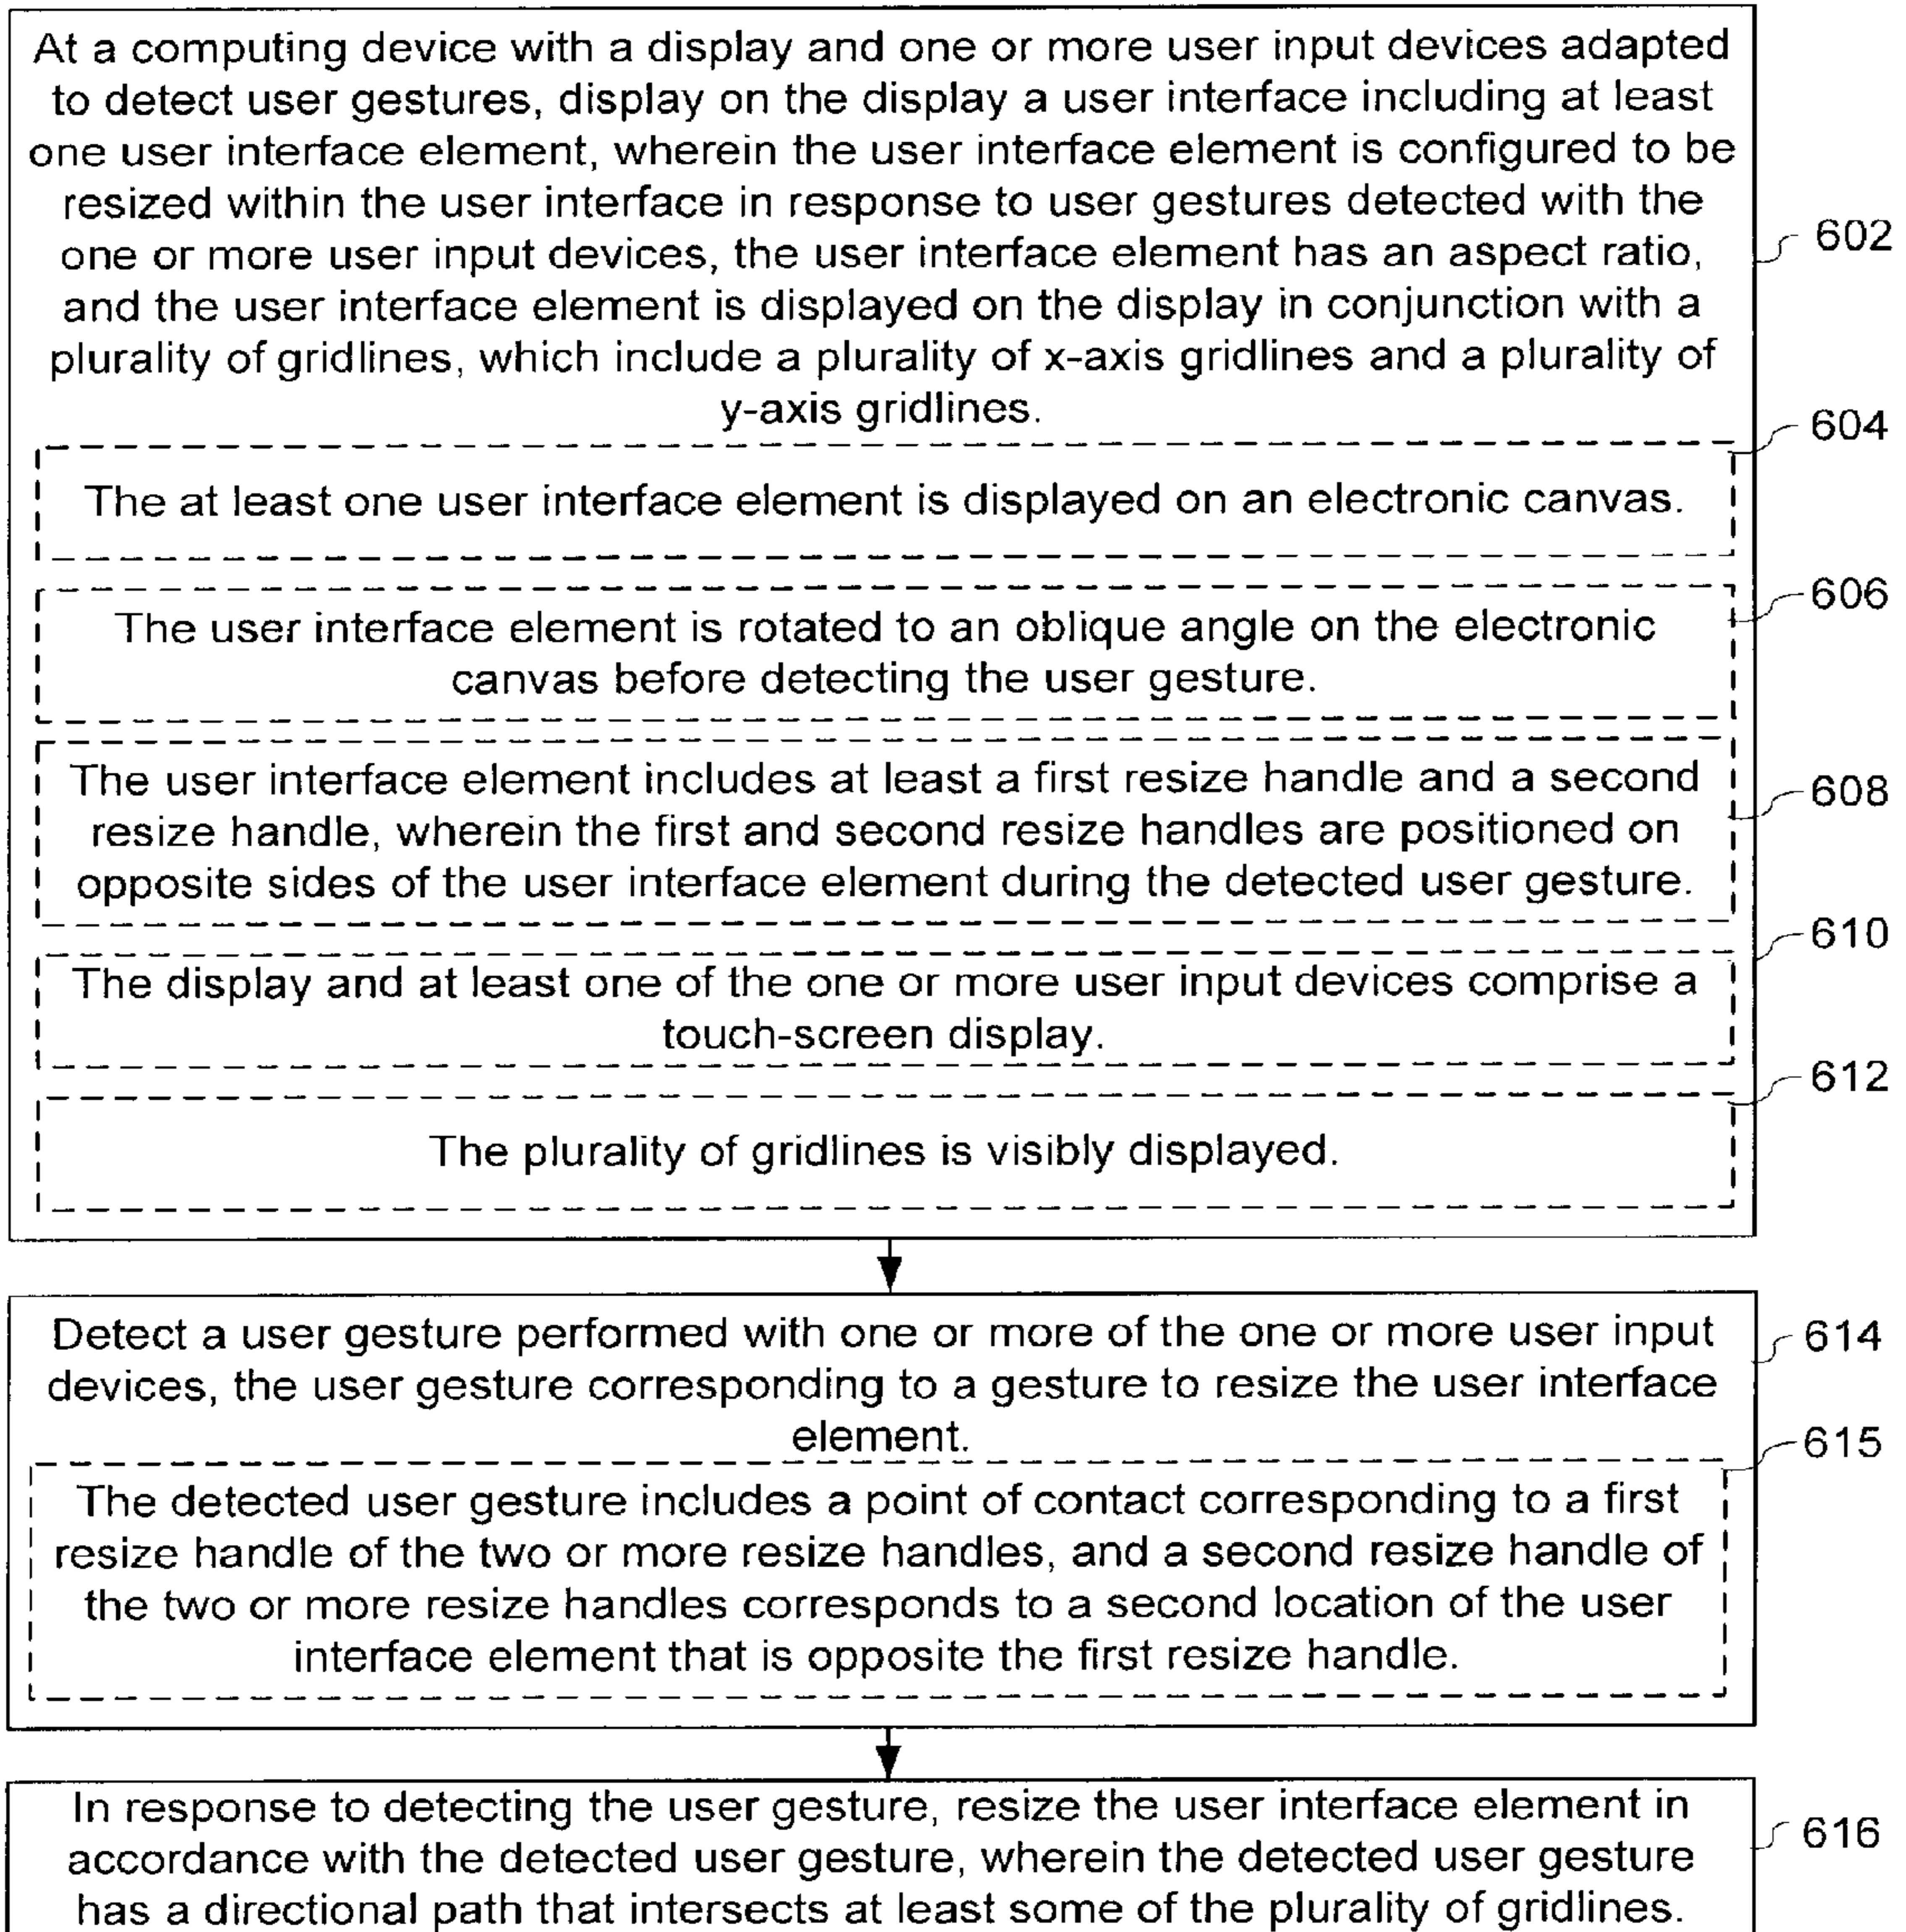 At a computing device with a display and one or more user input devices adapted
to detect user gestures, display on the display a user interface including at least
one user interface element, wherein the user interface element is configured to be
resized within the user interface in response to user gestures detected with the
one or more user input devices, the user interface element has an aspect ratio,
and the user interface element is displayed on the display in conjunction with a
plurality of gridlines, which include a plurality of x-axis gridlines and a plurality of
y-axis gridlines.
602
604
The at least one user interface element is displayed on an electronic canvas.
606
The user interface element is rotated to an oblique angle on the electronic
canvas before detecting the user gesture.
608
The user interface element includes at least a first resize handle and a second
resize handle, wherein the first and second resize handles are positioned on
opposite sides of the user interface element during the detected user gesture.
610
The display and at least one of the one or more user input devices comprise a
touch-screen display.
612
The plurality of gridlines is visibly displayed.
Detect a user gesture performed with one or more of the one or more user input
devices, the user gesture corresponding to a gesture to resize the user interface
element.
614
615
The detected user gesture includes a point of contact corresponding to a first
resize handle of the two or more resize handles, and a second resize handle of
the two or more resize handles corresponds to a second location of the user
interface element that is opposite the first resize handle.
In response to detecting the user gesture, resize the user interface element in
accordance with the detected user gesture, wherein the detected user gesture
has a directional path that intersects at least some of the plurality of gridlines.
616